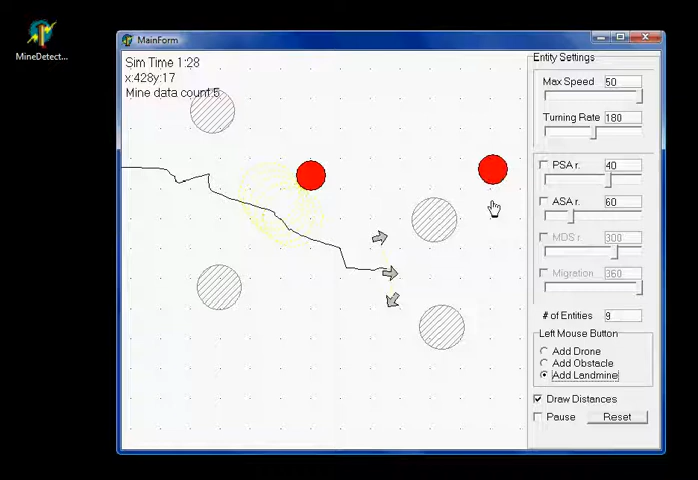 MineDetect...
MainForm
Sim Time 1:28
x:428y:17
Mine data count:5
Entity Settings
Max Speed 50
Turning Rate 180
PSA r. 40
ASA r. 60
MDS r. 300
Migration 360
# of Entities 9
Left Mouse Button
Add Drone
Add Obstacle
Add Landmine
Draw Distances
Pause Reset